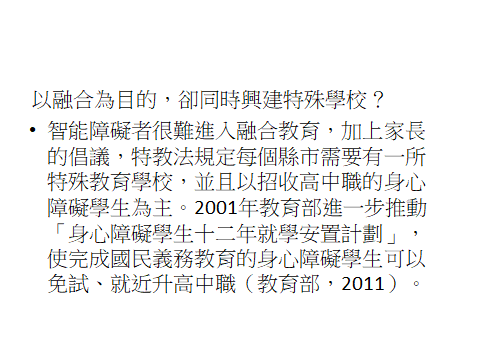 以融合為目的，卻同時興建特殊學校？
• 智能障礙者很難進入融合教育，加上家長
的倡議，特教法規定每個縣市需要有一所
特殊教育學校，並且以招收高中職的身心
障礙學生為主。2001年教育部進一步推動
「身心障礙學生十二年就學安置計劃」，
使完成國民義務教育的身心障礙學生可以
免試、就近升高中職（教育部，2011）。